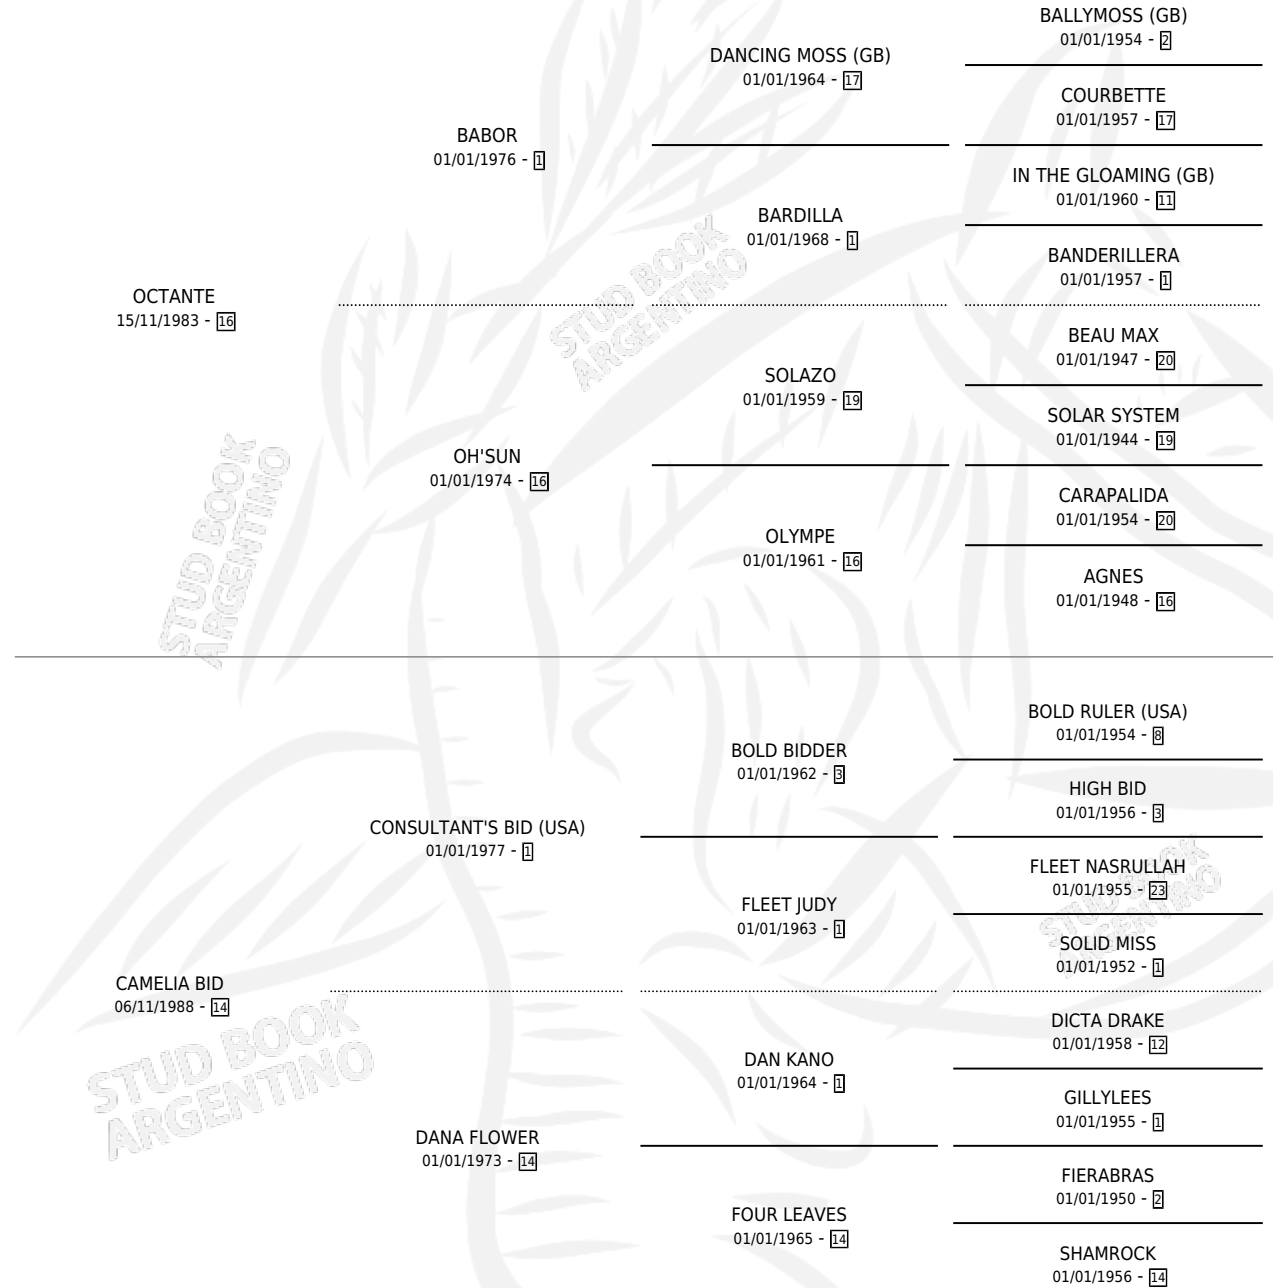 BALLYMOSS (GB)
01/01/1954 - 2
DANCING MOSS (GB)
01/01/1964 - 17
COURBETTE
01/01/1957 - 17
BABOR
01/01/1976 - 1
IN THE GLOAMING (GB)
01/01/1960 - 11
BARDILLA
01/01/1968 - 1
BANDERILLERA
01/01/1957 - 1
OCTANTE
15/11/1983 - 16
BEAU MAX
01/01/1947 - 20
SOLAZO
01/01/1959 - 19
SOLAR SYSTEM
01/01/1944 - 19
OH'SUN
01/01/1974 - 16
CARAPALIDA
01/01/1954 - 20
OLYMPE
01/01/1961 - 16
AGNES
01/01/1948 - 16
STUD BOOK
ARGENTINO
STUD BOOK
ARGENTINO
BOLD RULER (USA)
01/01/1954 - 8
BOLD BIDDER
01/01/1962 - 3
HIGH BID
01/01/1956 - 3
CONSULTANT'S BID (USA)
01/01/1977 - 1
FLEET NASRULLAH
01/01/1955 - 23
FLEET JUDY
01/01/1963 - 1
SOLID MISS
01/01/1952 - 1
CAMELIA BID
06/11/1988 - 14
DICTA DRAKE
01/01/1958 - 12
DAN KANO
01/01/1964 - 1
GILLYLEES
01/01/1955 - 1
DANA FLOWER
01/01/1973 - 14
FIERABRAS
01/01/1950 - 2
FOUR LEAVES
01/01/1965 - 14
SHAMROCK
01/01/1956 - 14
STUD BOOK
ARGENTINO
STUD BOOK
ARGENTINO